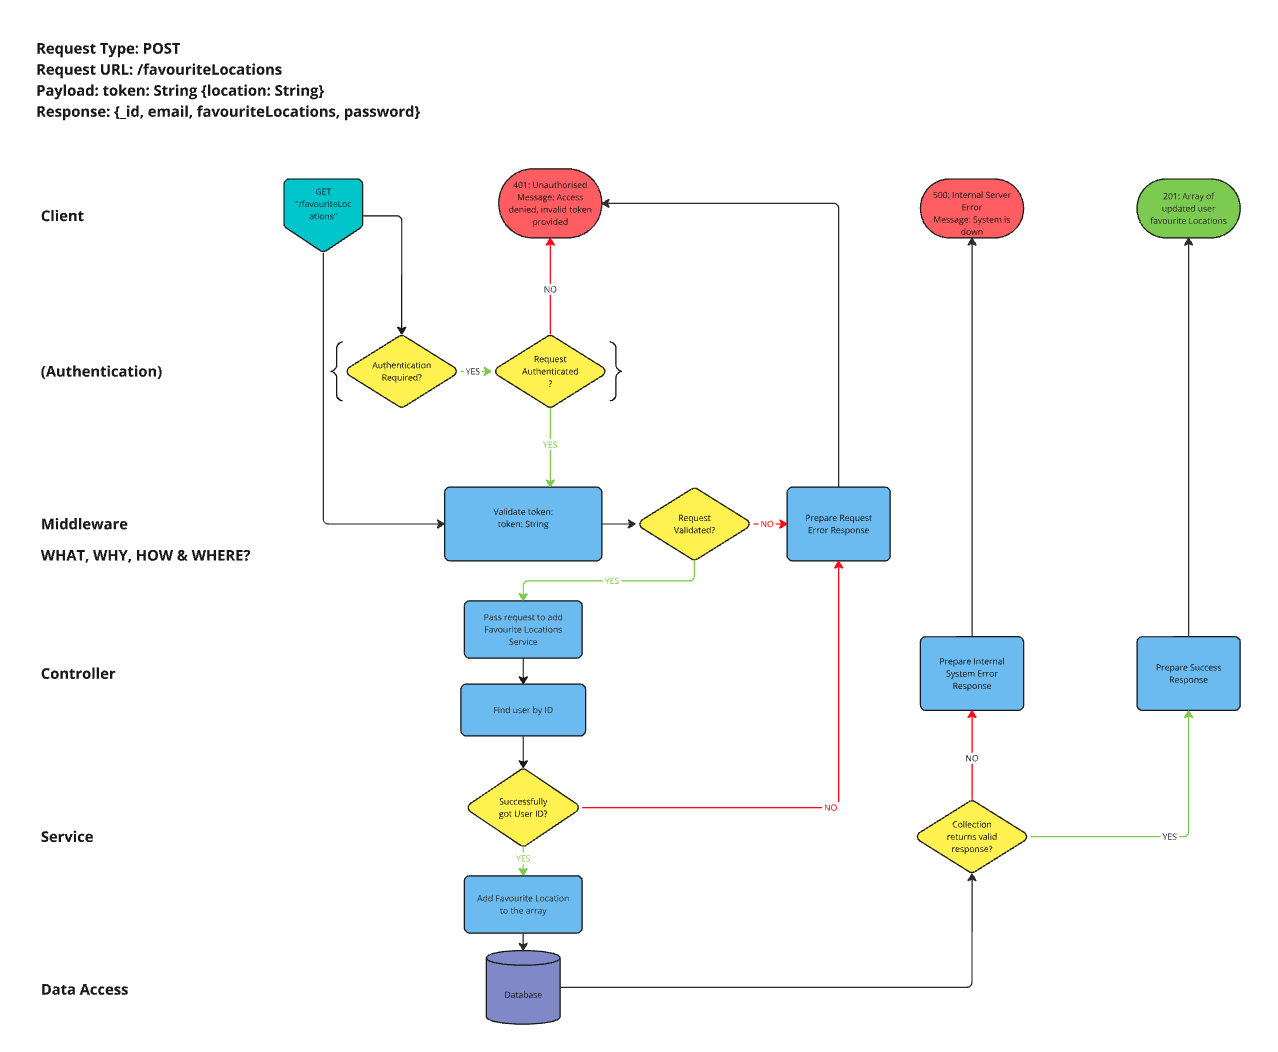 Request Type: POST
Request URL: /favouriteLocations
Payload: token: String {location: String}
Response: {_id, email, favouriteLocations, password}
Client
GET
"/favouriteLoc
ations"
401: Unauthorised
Message: Access
denied, invalid token
provided
500: Internal Server
Error
Message: System is
down
201: Array of
updated user
favourite Locations
NO
(Authentication)
Authentication
Required?
YES
Request
Authenticated
?
YES
Middleware
WHAT, WHY, HOW & WHERE?
Validate token:
token: String
Request
Validated?
NO
Prepare Request
Error Response
YES
Controller
Pass request to add
Favourite Locations
Service
Find user by ID
Prepare Internal
System Error
Response
Prepare Success
Response
NO
Service
Successfully
got User ID?
NO
YES
Collection
returns valid
response?
YES
Add Favourite Location
to the array
Data Access
Database